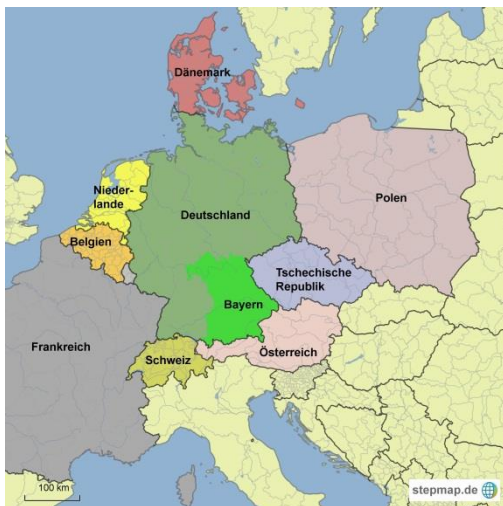 Dänemark
Nieder-
lande
Polen
Deutschland
Belgien
Tschechische
Republik
Bayern
Frankreich
Schweiz
Österreich
100 km
stepmap.de